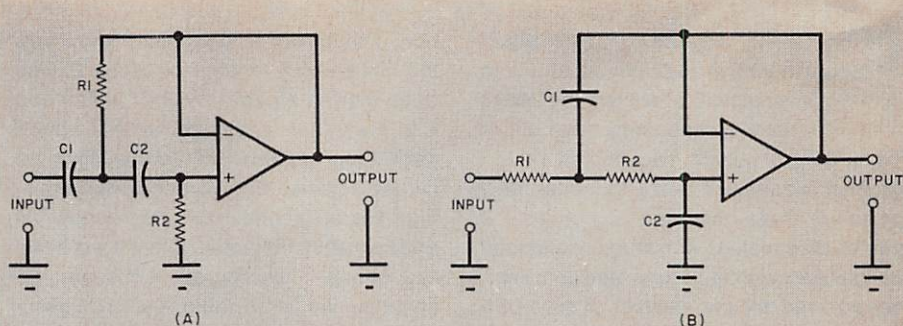 R1
C1
C2
R2
−
+
INPUT
OUTPUT
(A)
C1
R1
R2
C2
−
+
INPUT
OUTPUT
(B)